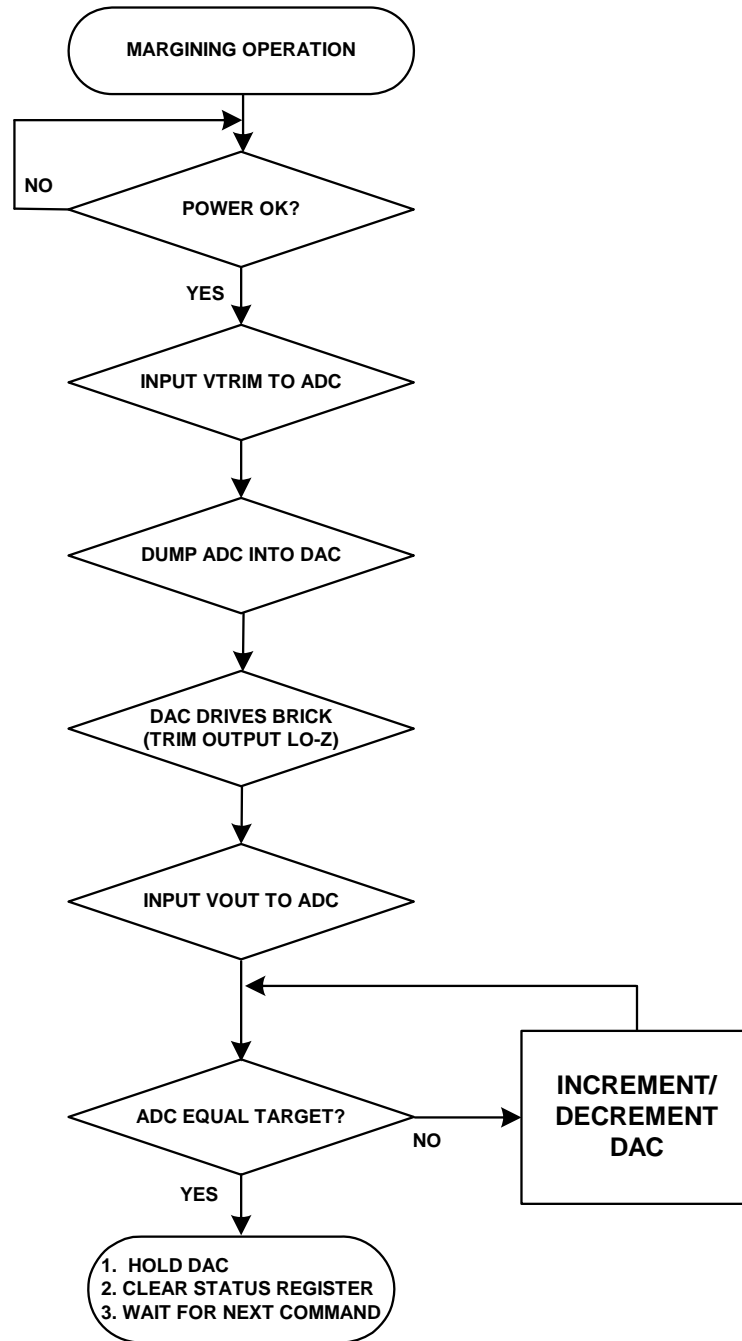 MARGINING OPERATION
NO
POWER OK?
YES
INPUT VTRIM TO ADC
DUMP ADC INTO DAC
DAC DRIVES BRICK
(TRIM OUTPUT LO-Z)
INPUT VOUT TO ADC
ADC EQUAL TARGET?
NO
INCREMENT/
DECREMENT
DAC
YES
1. HOLD DAC
2. CLEAR STATUS REGISTER
3. WAIT FOR NEXT COMMAND